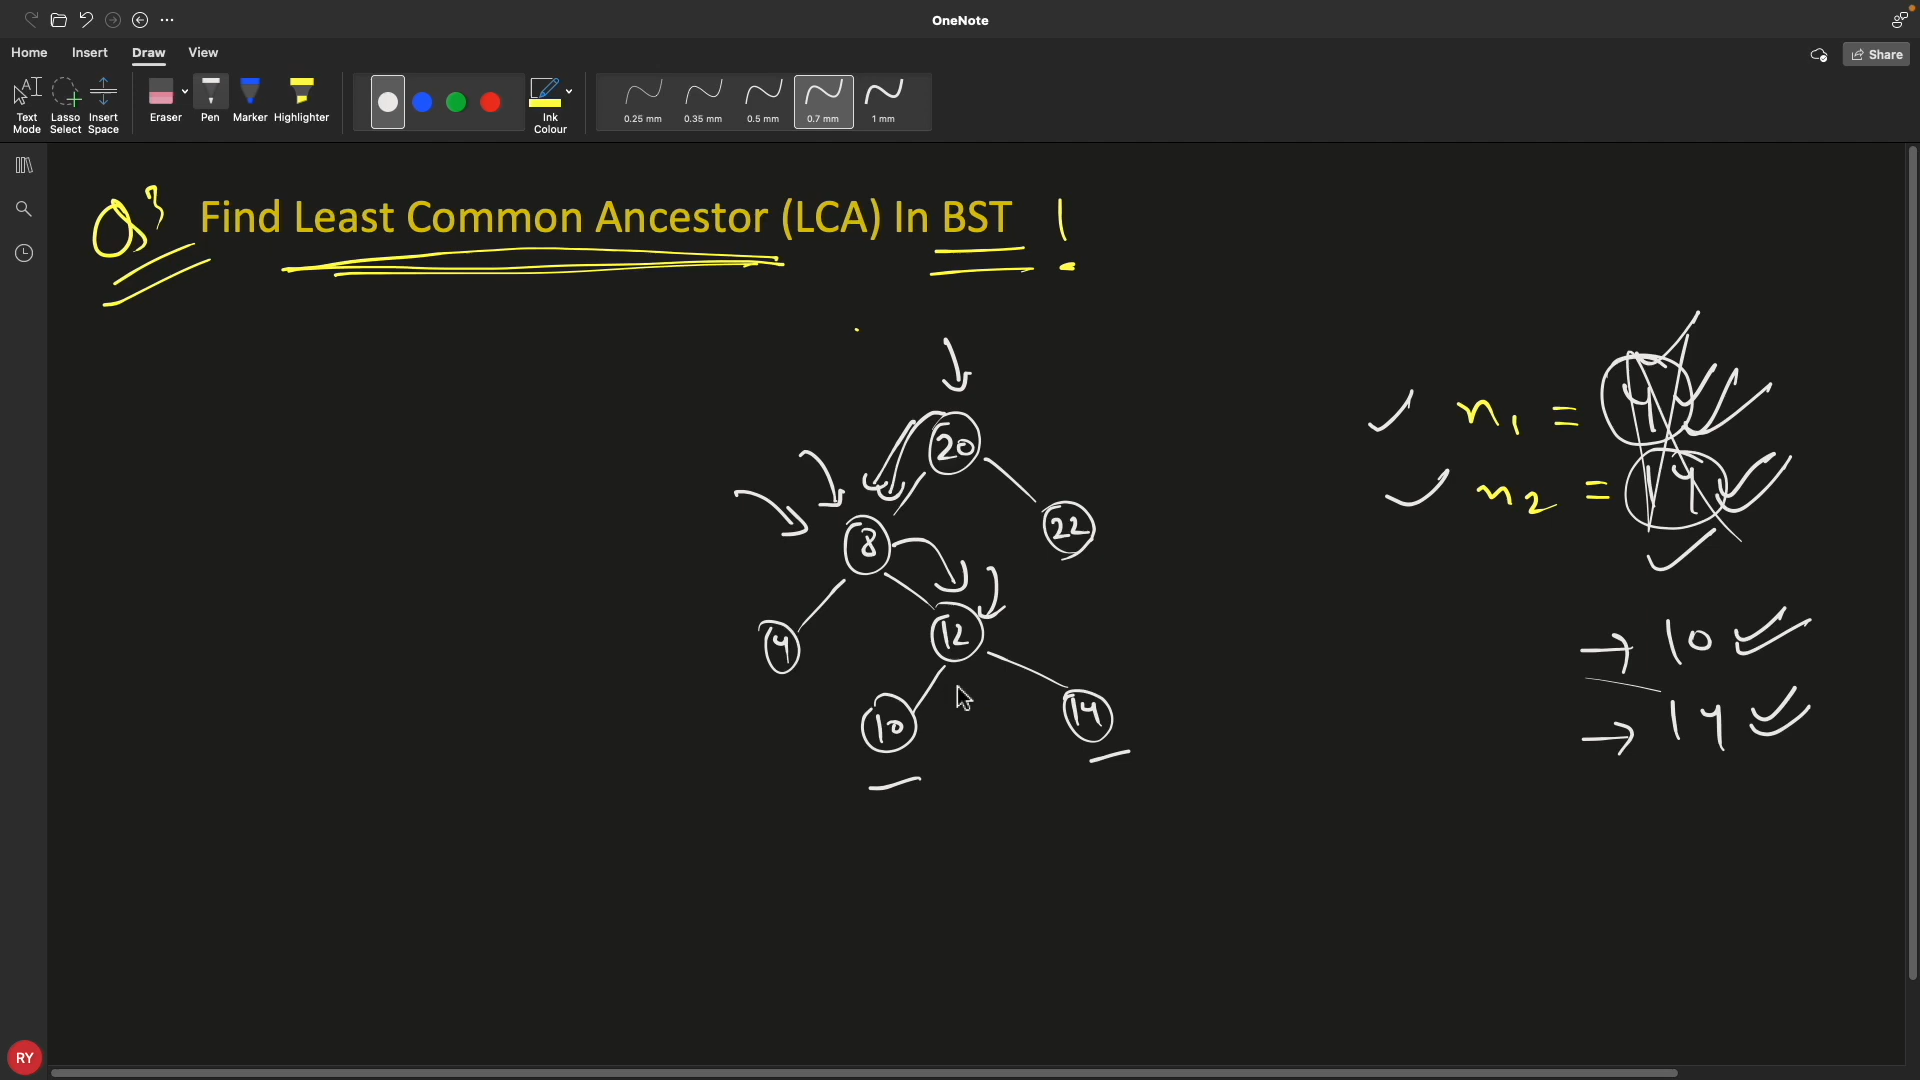 OneNote
Home Insert Draw View
Share
Text Mode
Lasso Select
Insert Space
Eraser
Pen
Marker
Highlighter
Ink Colour
0.25 mm
0.35 mm
0.5 mm
0.7 mm
1 mm
Find Least Common Ancestor (LCA) In BST !
20
8
22
4
12
10
14
n1 = 4
n2 = 14
→ 10
→ 14
RY